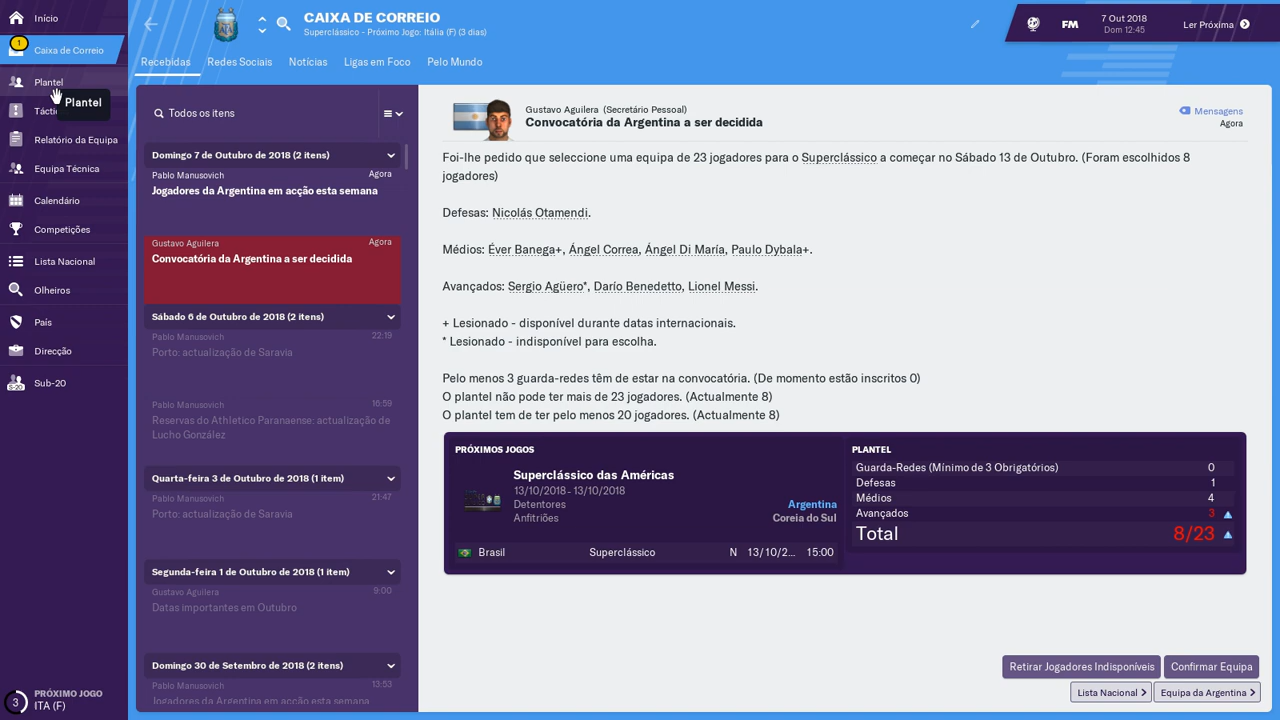 Início
1
Caixa de Correio
Plantel
Plantel
Tácti
Relatório da Equipa
Equipa Técnica
Calendário
Competições
Lista Nacional
Olheiros
País
Direcção
S-20
Sub-20
3
PRÓXIMO JOGO
ITA (F)
CAIXA DE CORREIO
Superclássico - Próximo Jogo: Itália (F) (3 dias)
FM
7 Out 2018
Dom 12:45
Ler Próxima
Recebidas
Redes Sociais
Notícias
Ligas em Foco
Pelo Mundo
Todos os itens
Domingo 7 de Outubro de 2018 (2 itens)
Pablo Manusovich
Agora
Jogadores da Argentina em acção esta semana
Gustavo Aguilera
Agora
Convocatória da Argentina a ser decidida
Sábado 6 de Outubro de 2018 (2 itens)
Pablo Manusovich
22:19
Porto: actualização de Saravia
Pablo Manusovich
16:59
Reservas do Athletico Paranaense: actualização de
Lucho González
Quarta-feira 3 de Outubro de 2018 (1 item)
Pablo Manusovich
21:47
Porto: actualização de Saravia
Segunda-feira 1 de Outubro de 2018 (1 item)
Gustavo Aguilera
9:00
Datas importantes em Outubro
Domingo 30 de Setembro de 2018 (2 itens)
Pablo Manusovich
13:53
Jogadores da Argentina em acção esta semana
Gustavo Aguilera (Secretário Pessoal)
Convocatória da Argentina a ser decidida
Mensagens
Agora
Foi-lhe pedido que seleccione uma equipa de 23 jogadores para o Superclássico a começar no Sábado 13 de Outubro. (Foram escolhidos 8
jogadores)
Defesas: Nicolás Otamendi.
Médios: Éver Banega+, Ángel Correa, Ángel Di María, Paulo Dybala+.
Avançados: Sergio Agüero*, Darío Benedetto, Lionel Messi.
+ Lesionado - disponível durante datas internacionais.
* Lesionado - indisponível para escolha.
Pelo menos 3 guarda-redes têm de estar na convocatória. (De momento estão inscritos 0)
O plantel não pode ter mais de 23 jogadores. (Actualmente 8)
O plantel tem de ter pelo menos 20 jogadores. (Actualmente 8)
PRÓXIMOS JOGOS
Superclássico das Américas
13/10/2018 - 13/10/2018
Detentores
Argentina
Anfitriões
Coreia do Sul
Brasil
Superclássico
N
13/10/2...
15:00
PLANTEL
Guarda-Redes (Mínimo de 3 Obrigatórios)
0
Defesas
1
Médios
4
Avançados
3
Total
8/23
Retirar Jogadores Indisponíveis
Confirmar Equipa
Lista Nacional
Equipa da Argentina